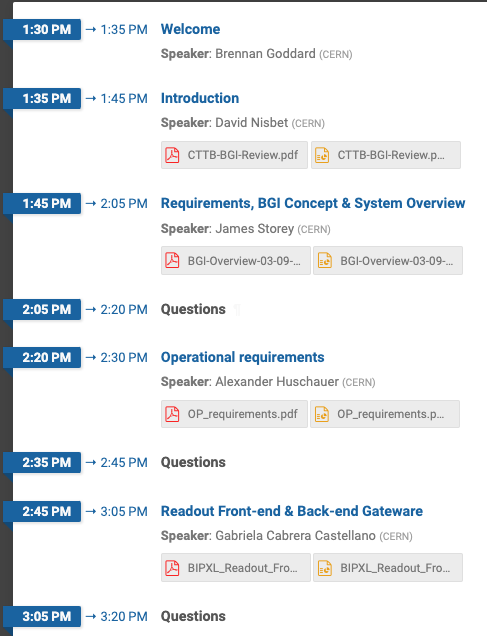 1:30 PM → 1:35 PM Welcome
Speaker: Brennan Goddard (CERN)
1:35 PM → 1:45 PM Introduction
Speaker: David Nisbet (CERN)
CTTB-BGI-Review.pdf CTTB-BGI-Review.p...
1:45 PM → 2:05 PM Requirements, BGI Concept & System Overview
Speaker: James Storey (CERN)
BGI-Overview-03-09-... BGI-Overview-03-09-...
2:05 PM → 2:20 PM Questions
2:20 PM → 2:30 PM Operational requirements
Speaker: Alexander Huschauer (CERN)
OP_requirements.pdf OP_requirements.p...
2:35 PM → 2:45 PM Questions
2:45 PM → 3:05 PM Readout Front-end & Back-end Gateware
Speaker: Gabriela Cabrera Castellano (CERN)
BIPXL_Readout_Fro... BIPXL_Readout_Fro...
3:05 PM → 3:20 PM Questions